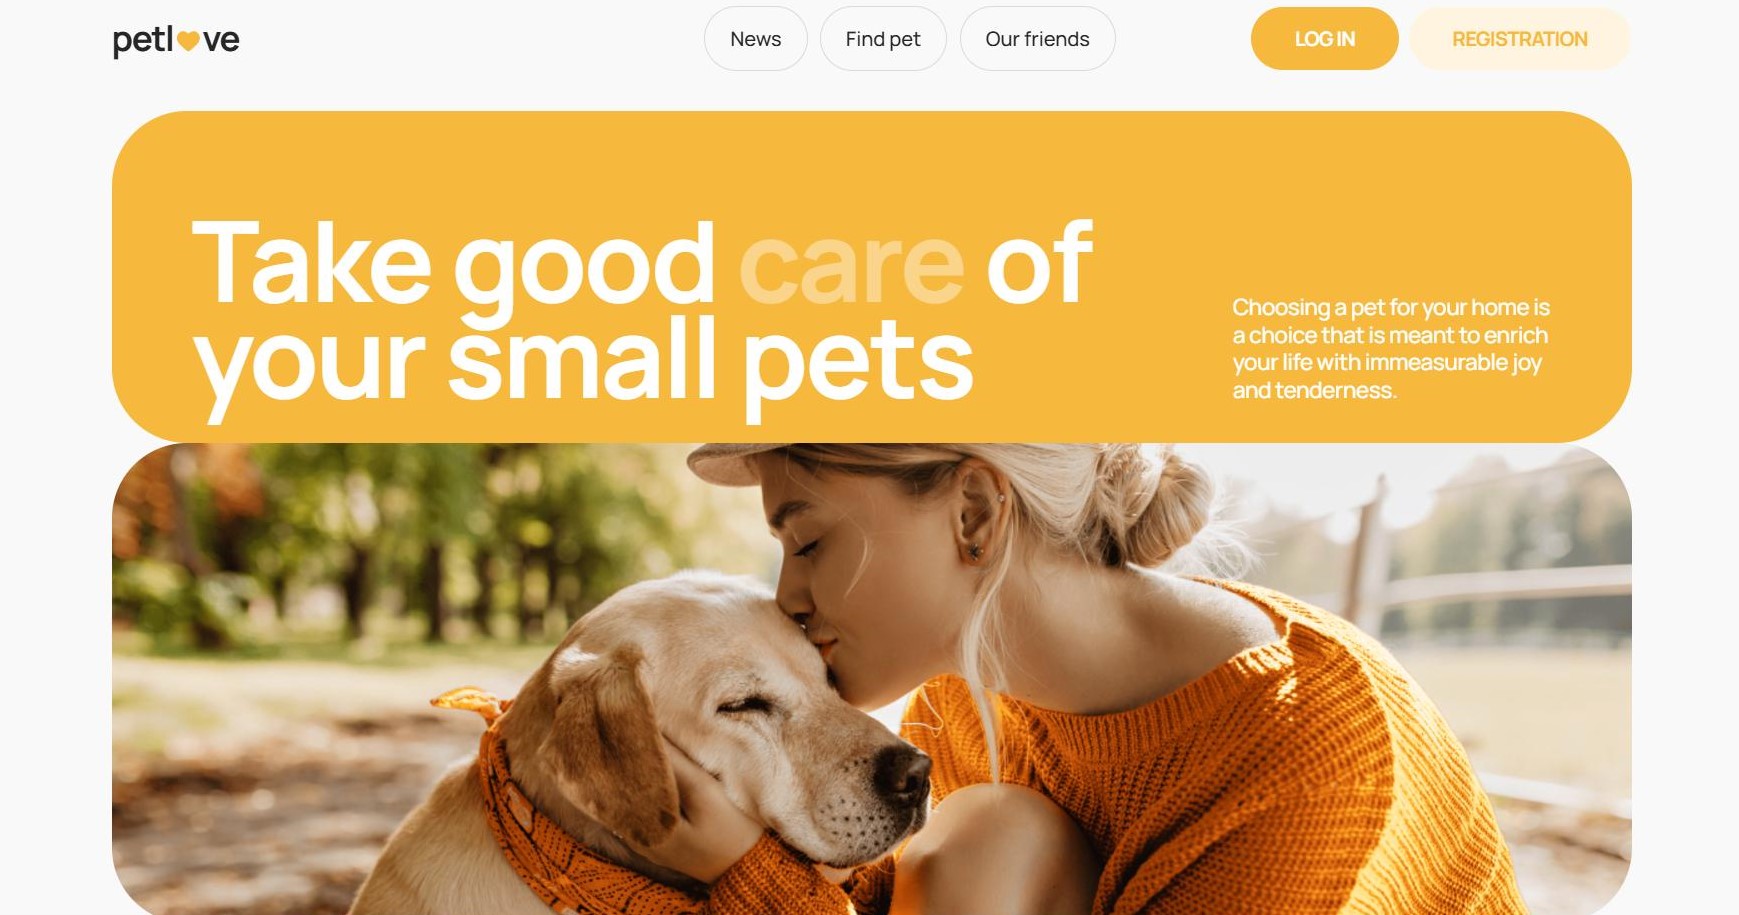 petl ve
News
Find pet
Our friends
LOG IN
REGISTRATION
Take good care of
your small pets
Choosing a pet for your home is
a choice that is meant to enrich
your life with immeasurable joy
and tenderness.